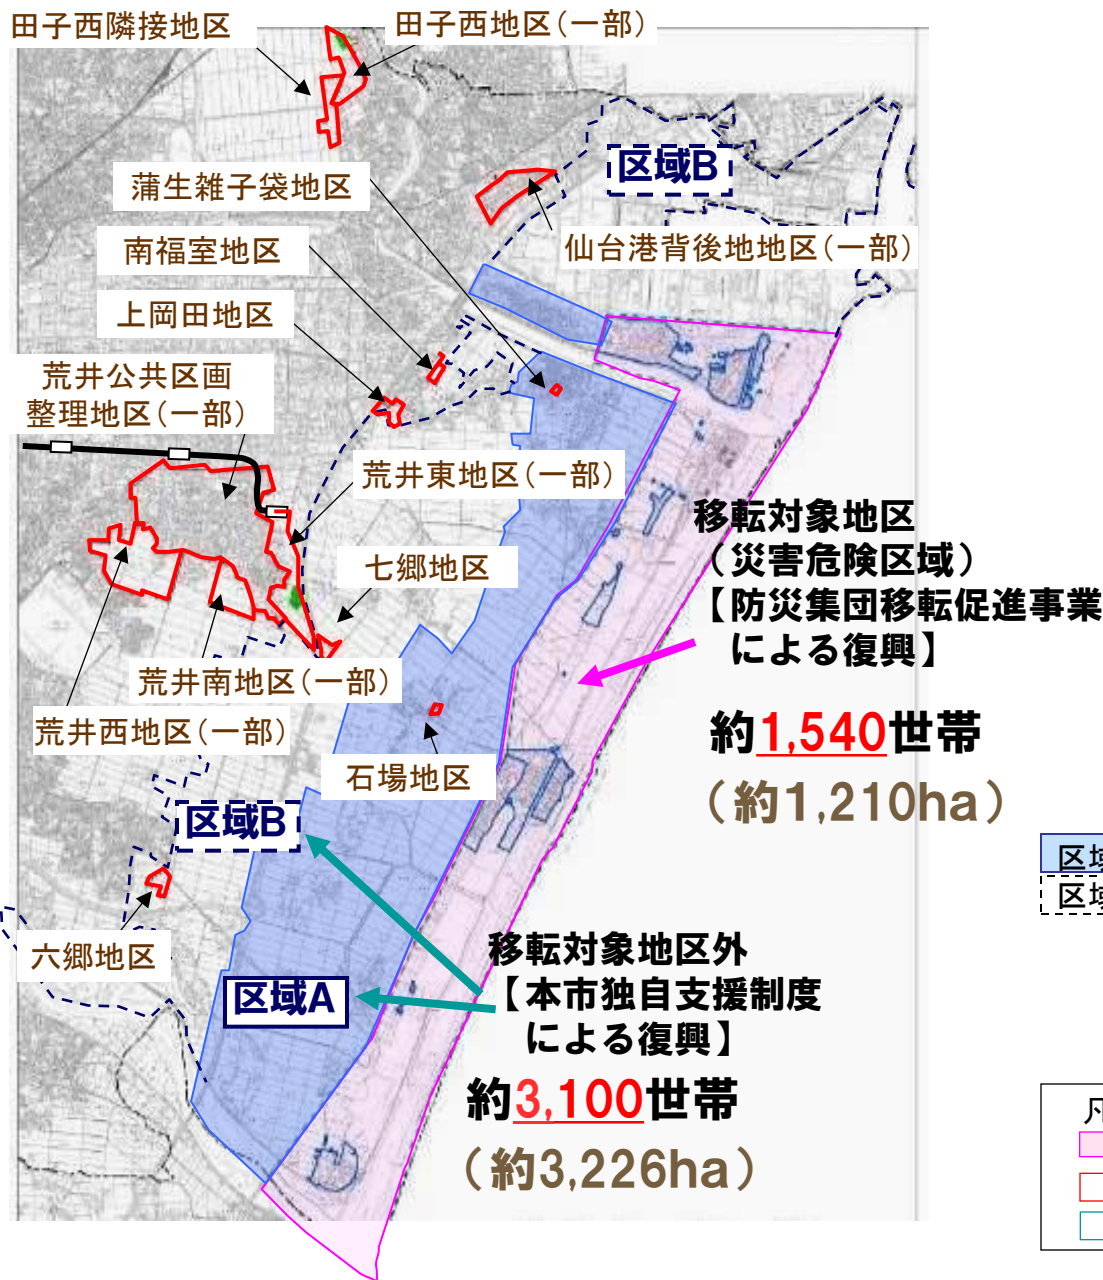 田子西隣接地区
田子西地区（一部）
区域B
蒲生雑子袋地区
南福室地区
仙台港背後地地区（一部）
上岡田地区
荒井公共区画
整理地区（一部）
荒井東地区（一部）
移転対象地区
（災害危険区域）
【防災集団移転促進事業
による復興】
七郷地区
荒井南地区（一部）
荒井西地区（一部）
約1,540世帯
（約1,210ha）
石場地区
区域B
区域
区域
六郷地区
移転対象地区外
【本市独自支援制度
による復興】
区域A
約3,100世帯
（約3,226ha）
凡